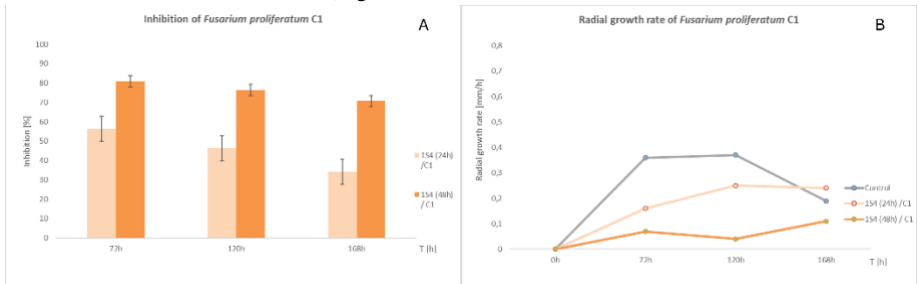 Inhibition of Fusarium proliferatum C1
A
100
90
80
70
60
50
40
30
20
10
0
Inhibition [%]
72h
120h
168h
T [h]
1S4 (24h)
/C1
1S4 (48h)
/ C1
Radial growth rate of Fusarium proliferatum C1
B
0,8
0,7
0,6
0,5
0,4
0,3
0,2
0,1
0
Radial growth rate [mm/h]
0h
72h
120h
168h
T [h]
Control
1S4 (24h) /C1
1S4 (48h) / C1